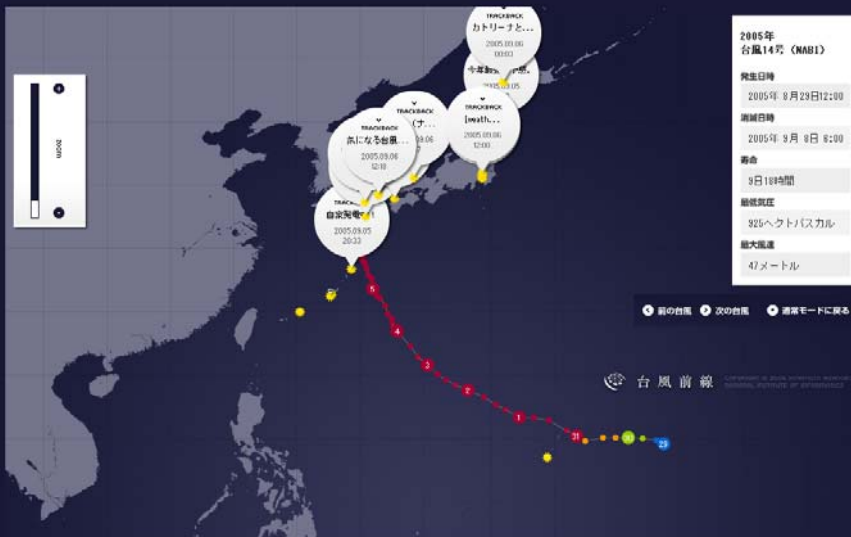 TRACKBACK
カトリーナと...
2005.09.06
00:03
TRACKBACK
[weath...
2005.09.06
12:00
TRACKBACK
気になる台風...
2005.09.06
12:18
2005.09.05
20:33
zoom
2005年
台風14号 (NABI)
発生日時
2005年 8月29日12:00
消滅日時
2005年 9月 8日 6:00
寿命
9日18時間
最低気圧
925ヘクトパスカル
最大風速
47メートル
前の台風
次の台風
通常モードに戻る
台風前線
5
4
3
2
1
31
30
29